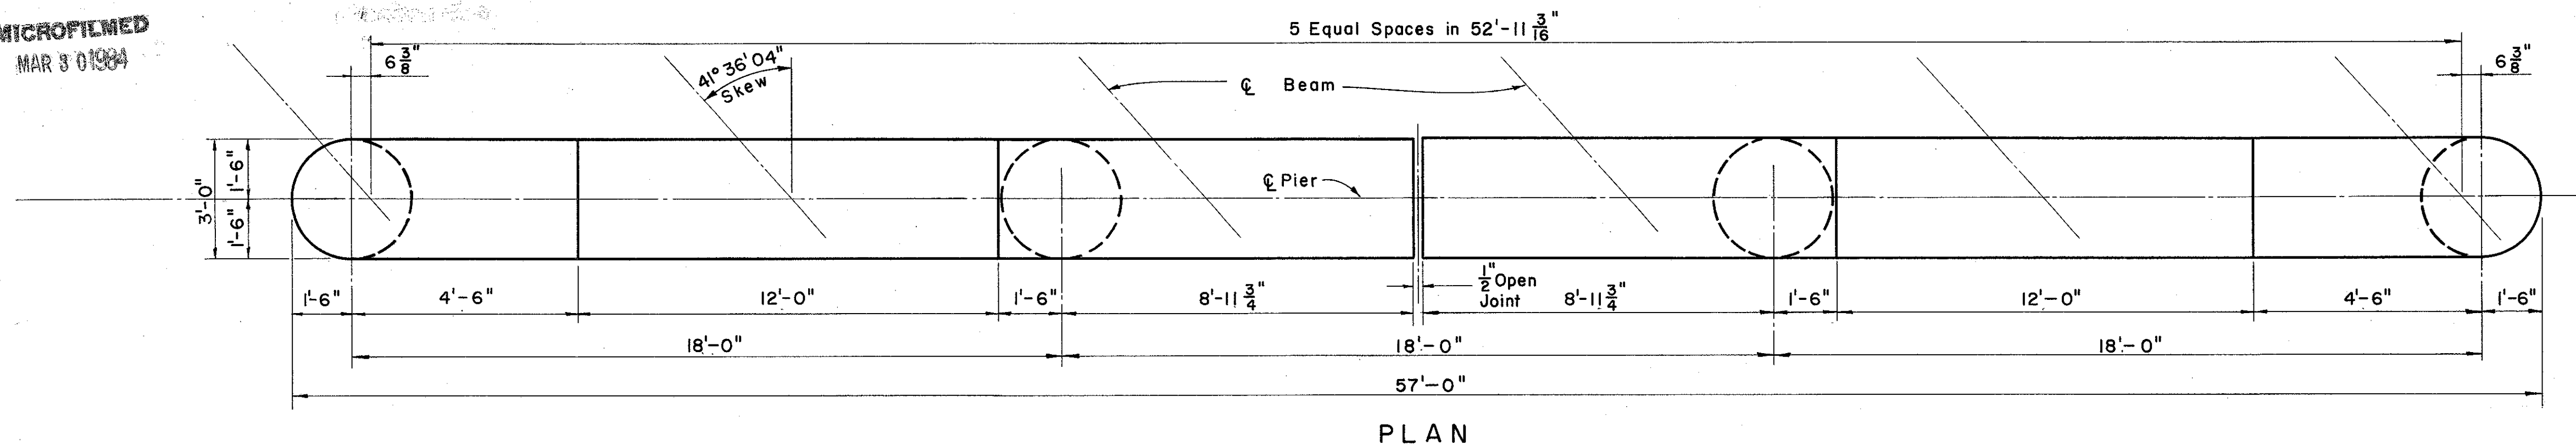 MICROFILMED
MAR 3 0 1984
5 Equal Spaces in 52'-11 3/16"
6 3/8"
41° 36' 04"
Skew
℄ Beam
6 3/8"
1'-6"
3'-0"
1'-6"
℄ Pier
1'-6"
4'-6"
12'-0"
1'-6"
8'-11 3/4"
1/2" Open
Joint
8'-11 3/4"
1'-6"
12'-0"
4'-6"
1'-6"
18'-0"
18'-0"
18'-0"
57'-0"
PLAN